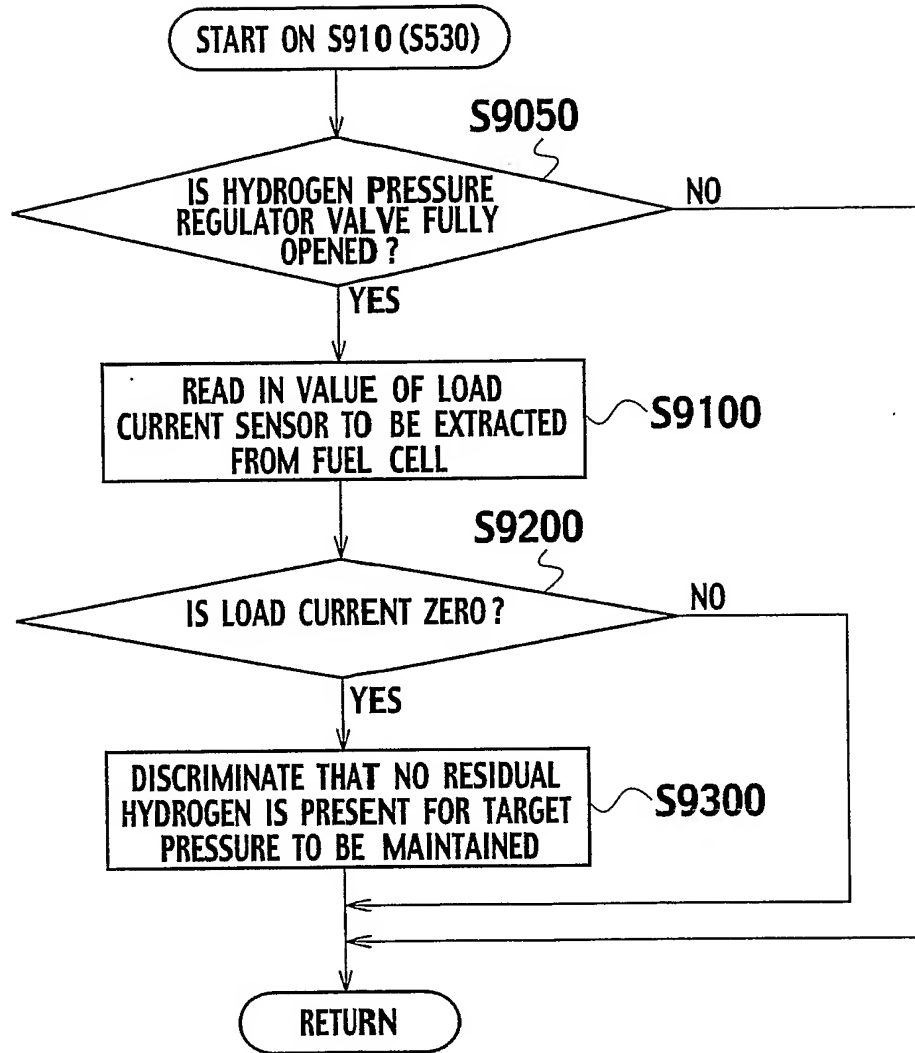 START ON S910 (S530)
S9050
IS HYDROGEN PRESSURE
REGULATOR VALVE FULLY
OPENED ?
NO
YES
READ IN VALUE OF LOAD
CURRENT SENSOR TO BE EXTRACTED
FROM FUEL CELL
S9100
S9200
IS LOAD CURRENT ZERO ?
NO
YES
DISCRIMINATE THAT NO RESIDUAL
HYDROGEN IS PRESENT FOR TARGET
PRESSURE TO BE MAINTAINED
S9300
RETURN